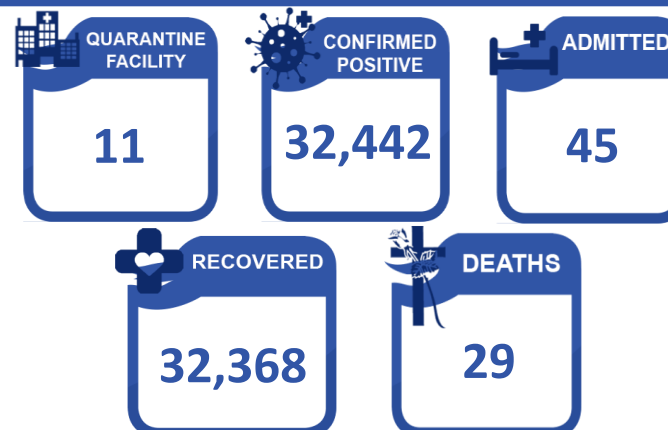 QUARANTINE
FACILITY
11
CONFIRMED
POSITIVE
32,442
ADMITTED
45
RECOVERED
32,368
DEATHS
29